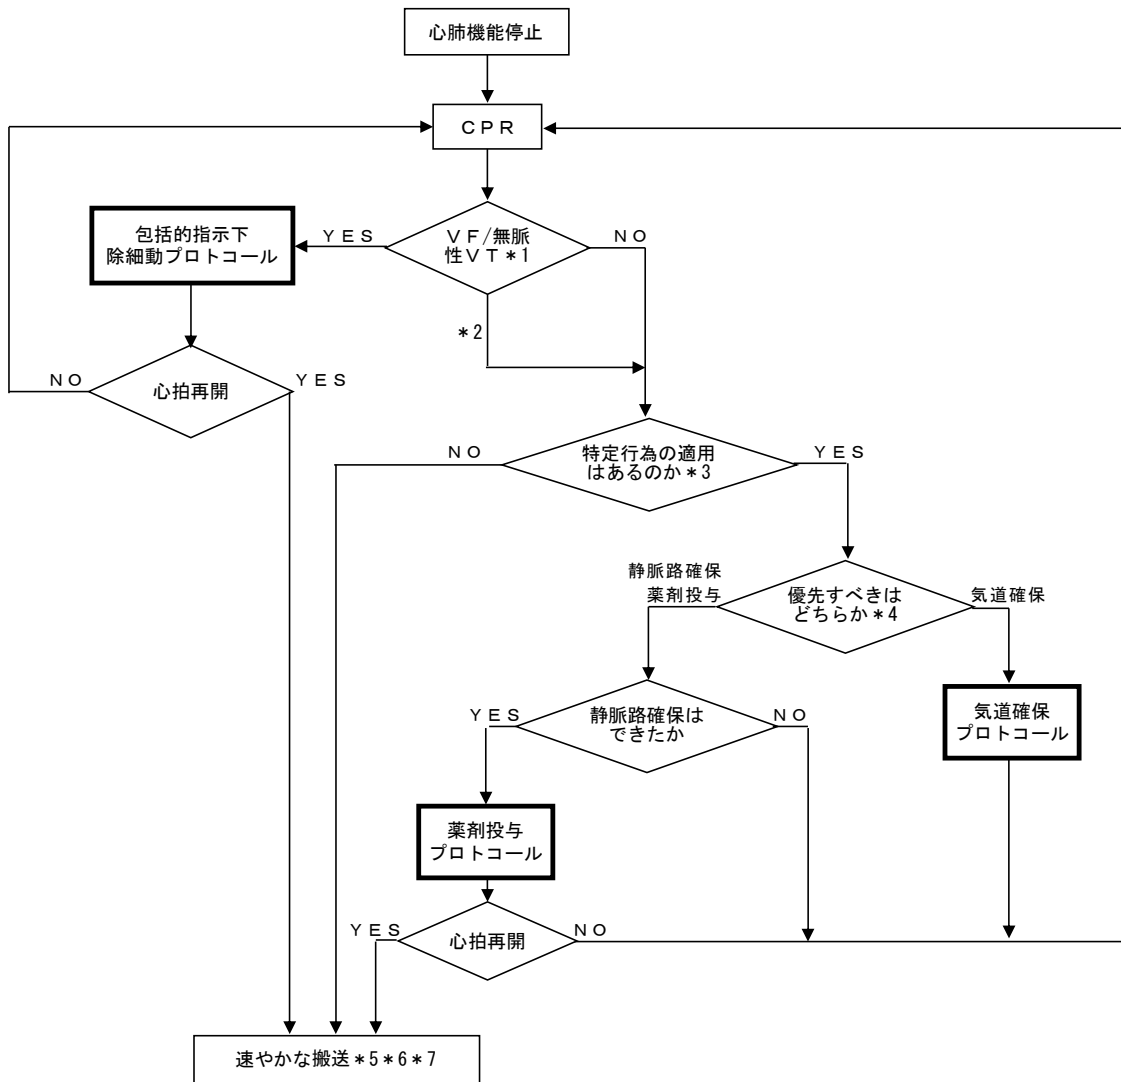 心肺機能停止
ＣＰＲ
ＶＦ/無脈
性ＶＴ＊1
ＹＥＳ
ＮＯ
包括的指示下
除細動プロトコール
＊2
心拍再開
ＮＯ
ＹＥＳ
特定行為の適用
はあるのか＊3
ＮＯ
ＹＥＳ
優先すべきは
どちらか＊4
静脈路確保
薬剤投与
気道確保
静脈路確保は
できたか
ＹＥＳ
ＮＯ
気道確保
プロトコール
薬剤投与
プロトコール
心拍再開
ＹＥＳ
ＮＯ
速やかな搬送＊5＊6＊7